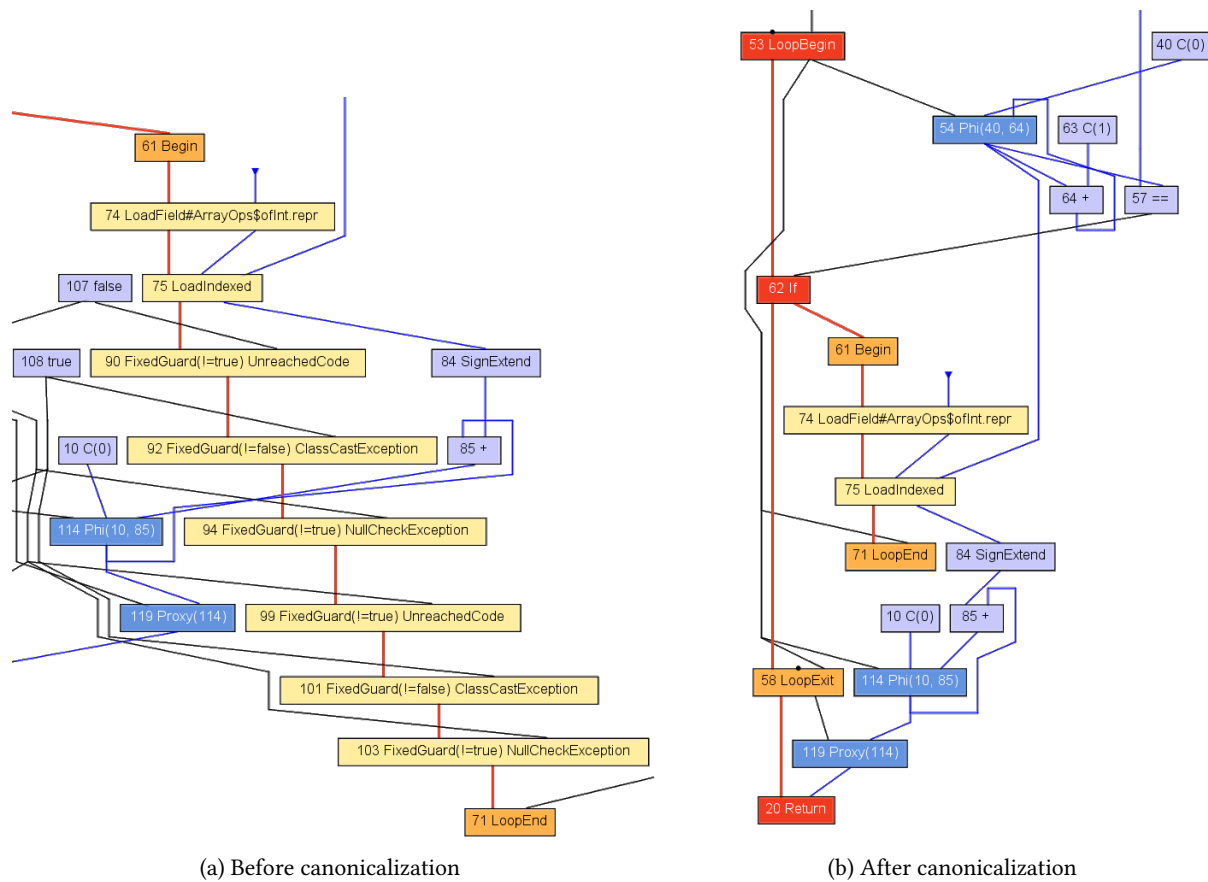 61 Begin
74 LoadField#ArrayOps$ofInt.repr
107 false
75 LoadIndexed
108 true
90 FixedGuard(!=true) UnreachedCode
84 SignExtend
10 C(0)
92 FixedGuard(!=false) ClassCastException
85 +
114 Phi(10, 85)
94 FixedGuard(!=true) NullCheckException
119 Proxy(114)
99 FixedGuard(!=true) UnreachedCode
101 FixedGuard(!=false) ClassCastException
103 FixedGuard(!=true) NullCheckException
71 LoopEnd
(a) Before canonicalization
53 LoopBegin
40 C(0)
54 Phi(40, 64)
63 C(1)
64 +
57 ==
62 If
61 Begin
74 LoadField#ArrayOps$ofInt.repr
75 LoadIndexed
71 LoopEnd
84 SignExtend
10 C(0)
85 +
58 LoopExit
114 Phi(10, 85)
119 Proxy(114)
20 Return
(b) After canonicalization